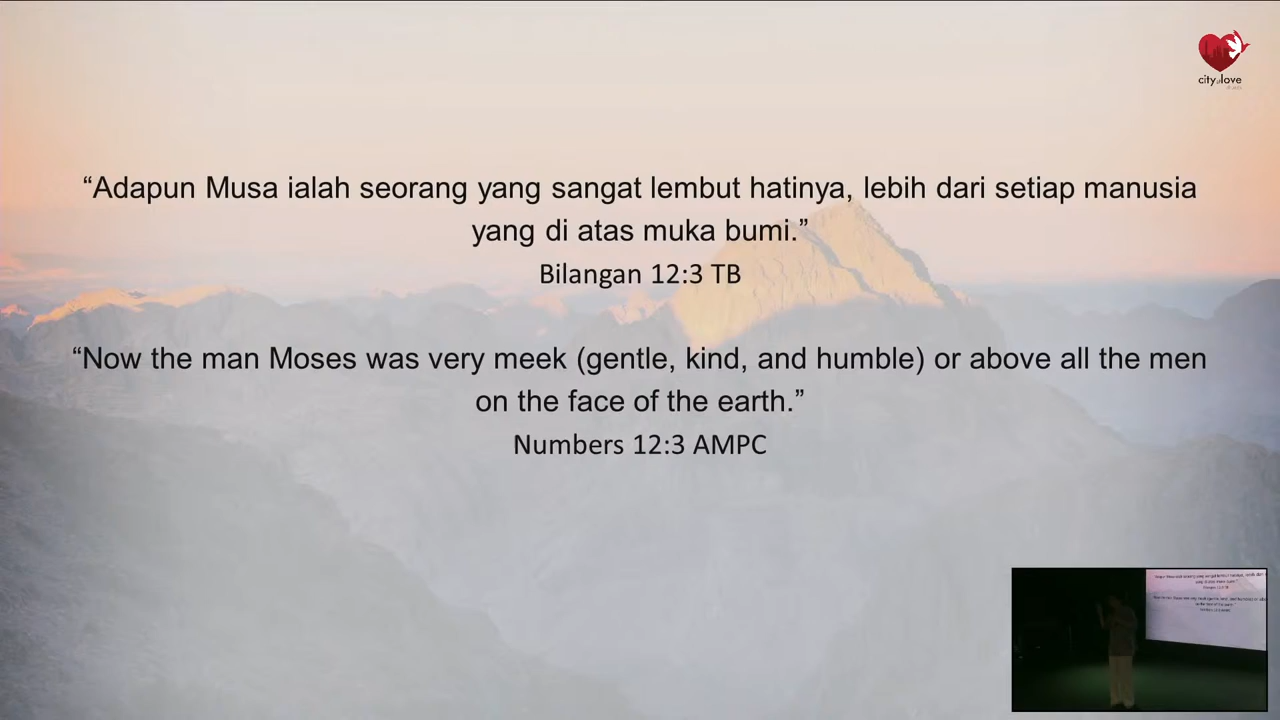 city of love
“Adapun Musa ialah seorang yang sangat lembut hatinya, lebih dari setiap manusia
yang di atas muka bumi.”
Bilangan 12:3 TB
“Now the man Moses was very meek (gentle, kind, and humble) or above all the men
on the face of the earth.”
Numbers 12:3 AMPC